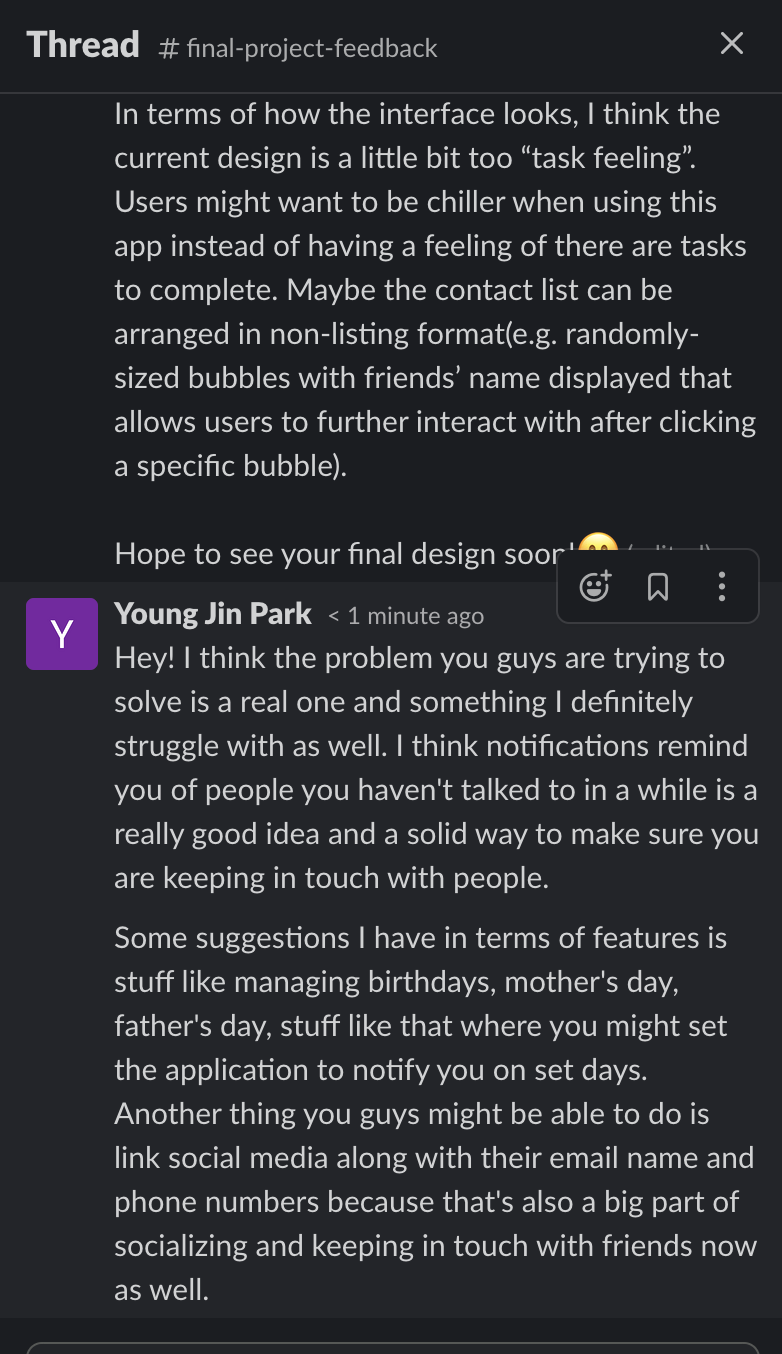 Thread # final-project-feedback
In terms of how the interface looks, I think the
current design is a little bit too “task feeling”.
Users might want to be chiller when using this
app instead of having a feeling of there are tasks
to complete. Maybe the contact list can be
arranged in non-listing format(e.g. randomly-
sized bubbles with friends’ name displayed that
allows users to further interact with after clicking
a specific bubble).
Hope to see your final design soon!
Y
Young Jin Park < 1 minute ago
Hey! I think the problem you guys are trying to
solve is a real one and something I definitely
struggle with as well. I think notifications remind
you of people you haven't talked to in a while is a
really good idea and a solid way to make sure you
are keeping in touch with people.
Some suggestions I have in terms of features is
stuff like managing birthdays, mother's day,
father's day, stuff like that where you might set
the application to notify you on set days.
Another thing you guys might be able to do is
link social media along with their email name and
phone numbers because that's also a big part of
socializing and keeping in touch with friends now
as well.